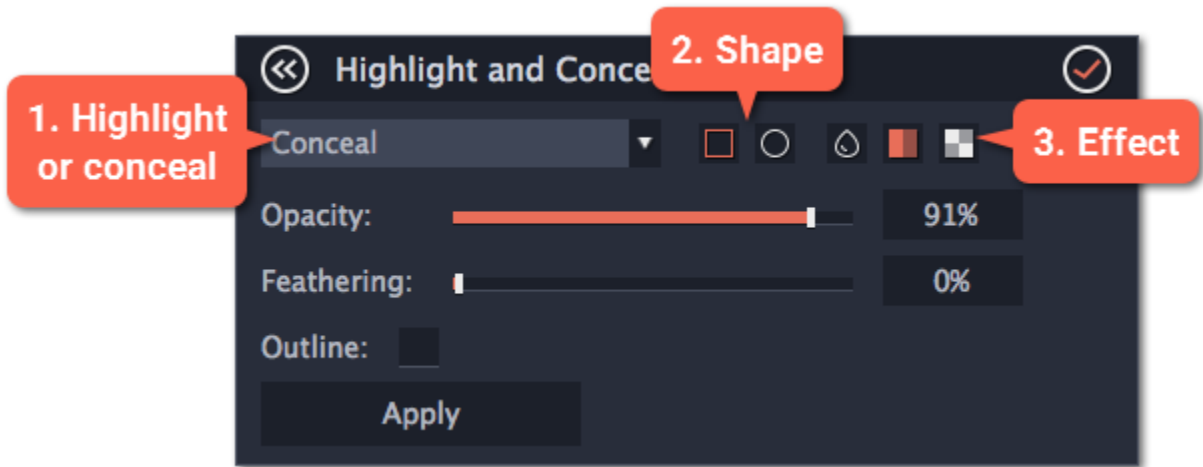 Highlight and Conce
2. Shape
1. Highlight
or conceal
Conceal
3. Effect
Opacity:
91%
Feathering:
0%
Outline:
Apply